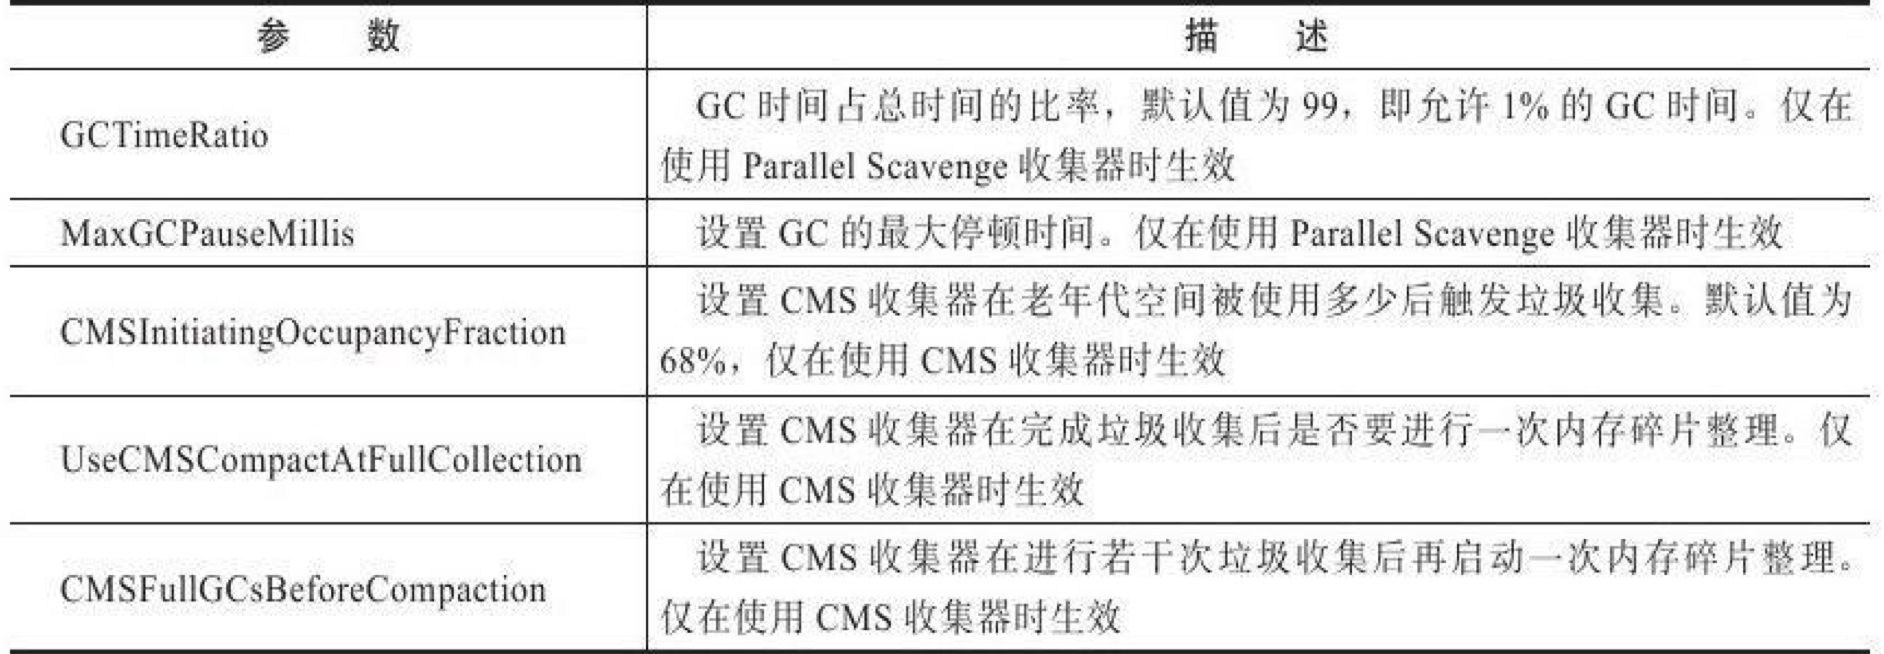 参 数 描 述
GCTimeRatio
GC 时间占总时间的比率，默认值为 99，即允许 1% 的 GC 时间。仅在
使用 Parallel Scavenge 收集器时生效
MaxGCPauseMillis
设置 GC 的最大停顿时间。仅在使用 Parallel Scavenge 收集器时生效
CMSInitiatingOccupancyFraction
设置 CMS 收集器在老年代空间被使用多少后触发垃圾收集。默认值为
68%，仅在使用 CMS 收集器时生效
UseCMSCompactAtFullCollection
设置 CMS 收集器在完成垃圾收集后是否要进行一次内存碎片整理。仅
在使用 CMS 收集器时生效
CMSFullGCsBeforeCompaction
设置 CMS 收集器在进行若干次垃圾收集后再启动一次内存碎片整理。
仅在使用 CMS 收集器时生效